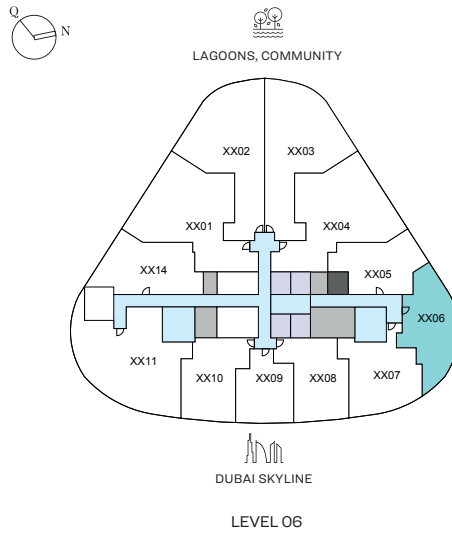 Q
N
LAGOONS, COMMUNITY
XX02
XX03
XX01
XX04
XX14
XX05
XX06
XX11
XX10
XX09
XX08
XX07
DUBAI SKYLINE
LEVEL 06